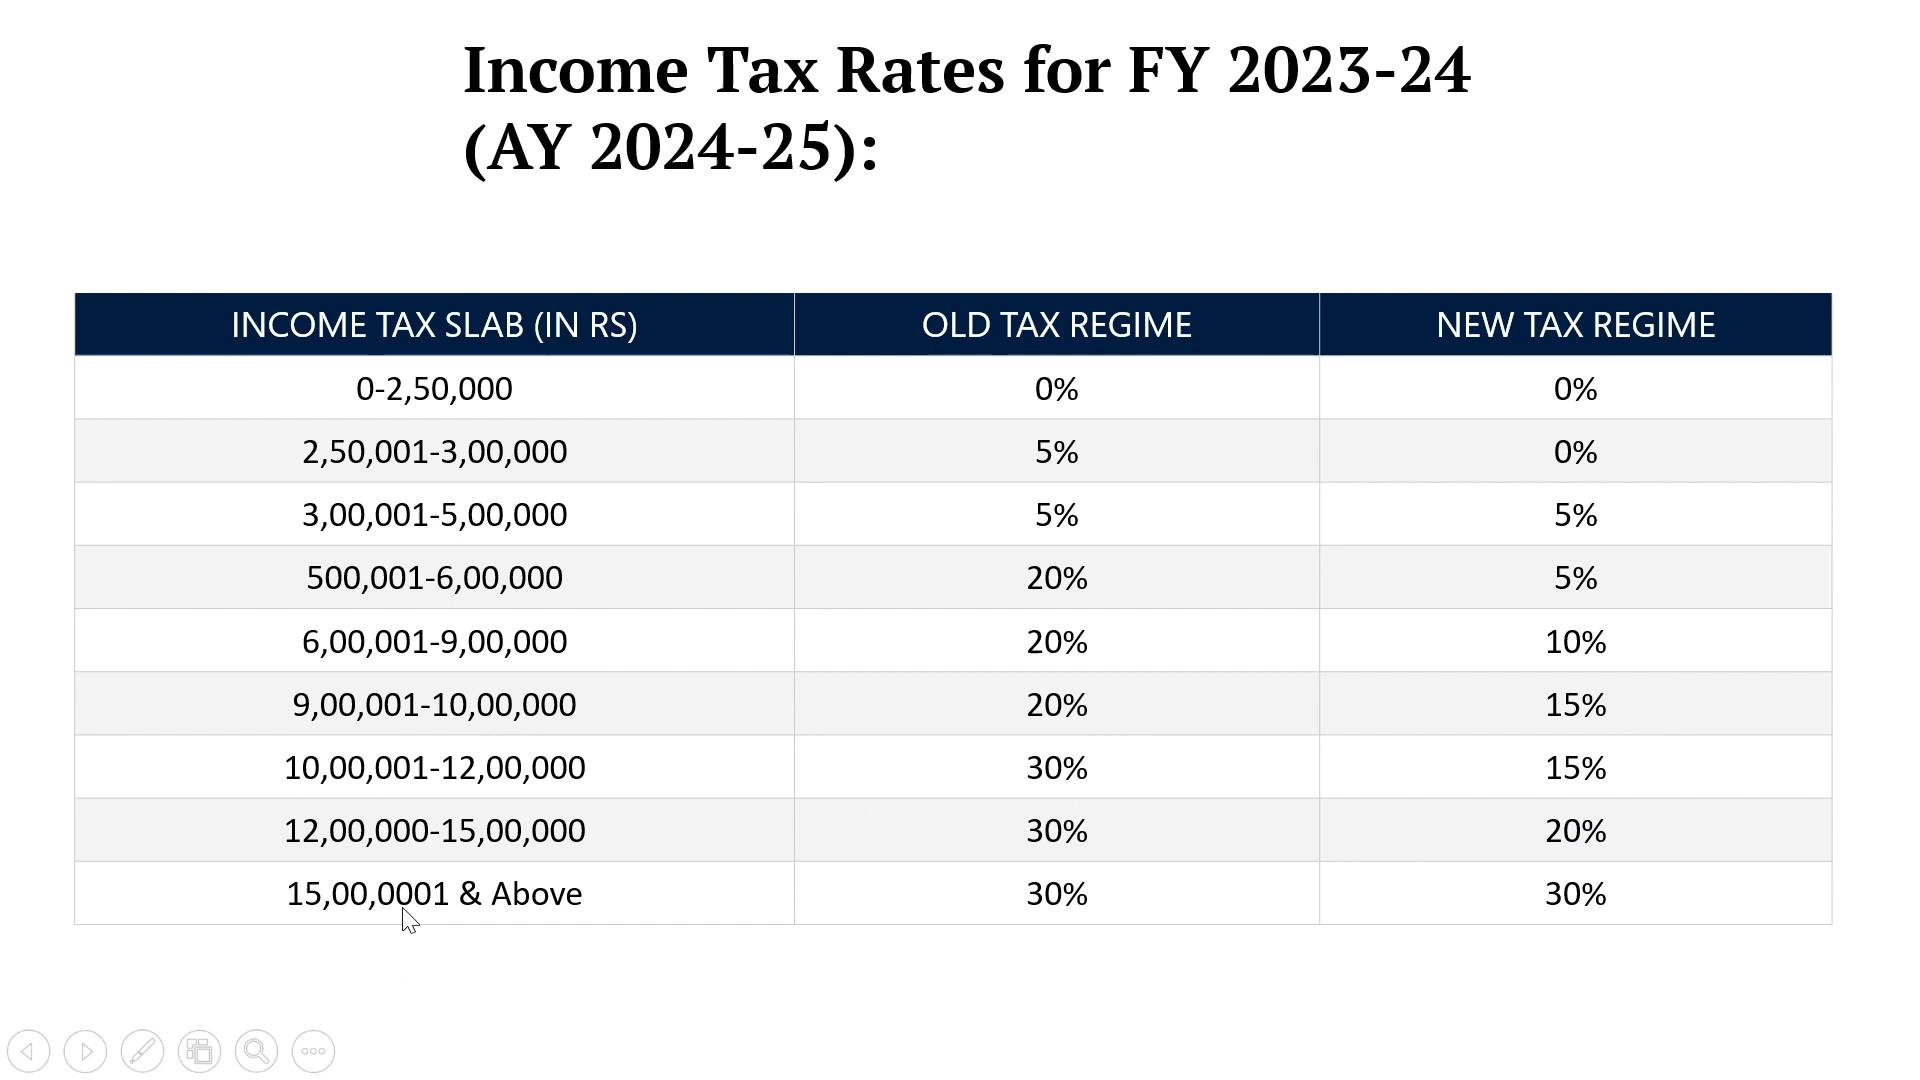 Income Tax Rates for FY 2023-24
(AY 2024-25):
INCOME TAX SLAB (IN RS) OLD TAX REGIME NEW TAX REGIME
0-2,50,000 0% 0%
2,50,001-3,00,000 5% 0%
3,00,001-5,00,000 5% 5%
500,001-6,00,000 20% 5%
6,00,001-9,00,000 20% 10%
9,00,001-10,00,000 20% 15%
10,00,001-12,00,000 30% 15%
12,00,000-15,00,000 30% 20%
15,00,0001 & Above 30% 30%